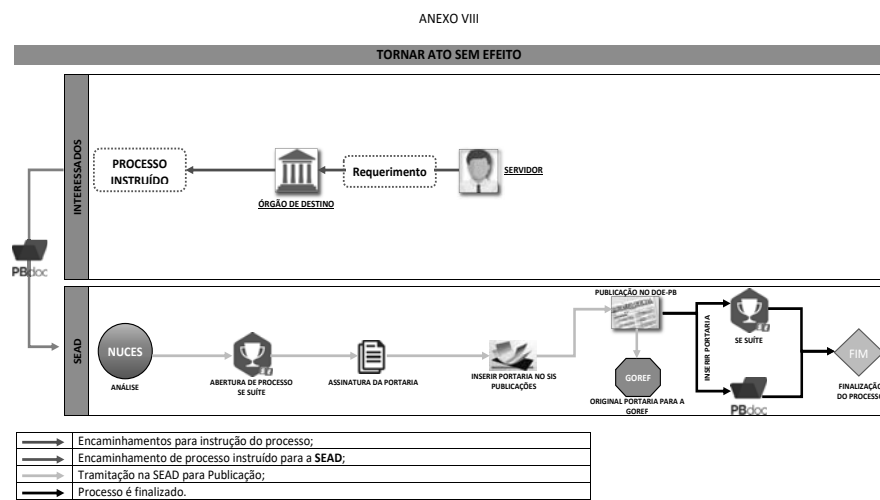 ANEXO VIII
TORNAR ATO SEM EFEITO
INTERESSADOS
PROCESSO
INSTRUÍDO
ÓRGÃO DE DESTINO
Requerimento
SERVIDOR
PBdoc
SEAD
NUCES
ANÁLISE
ABERTURA DE PROCESSO
SE SUÍTE
ASSINATURA DA PORTARIA
INSERIR PORTARIA NO SIS
PUBLICAÇÕES
PUBLICAÇÃO NO DOE-PB
GOREF
ORIGINAL PORTARIA PARA A
GOREF
INSERIR PORTARIA
SE SUÍTE
PBdoc
FIM
FINALIZAÇÃO
DO PROCESSO
Encaminhamentos para instrução do processo;
Encaminhamento de processo instruído para a SEAD;
Tramitação na SEAD para Publicação;
Processo é finalizado.